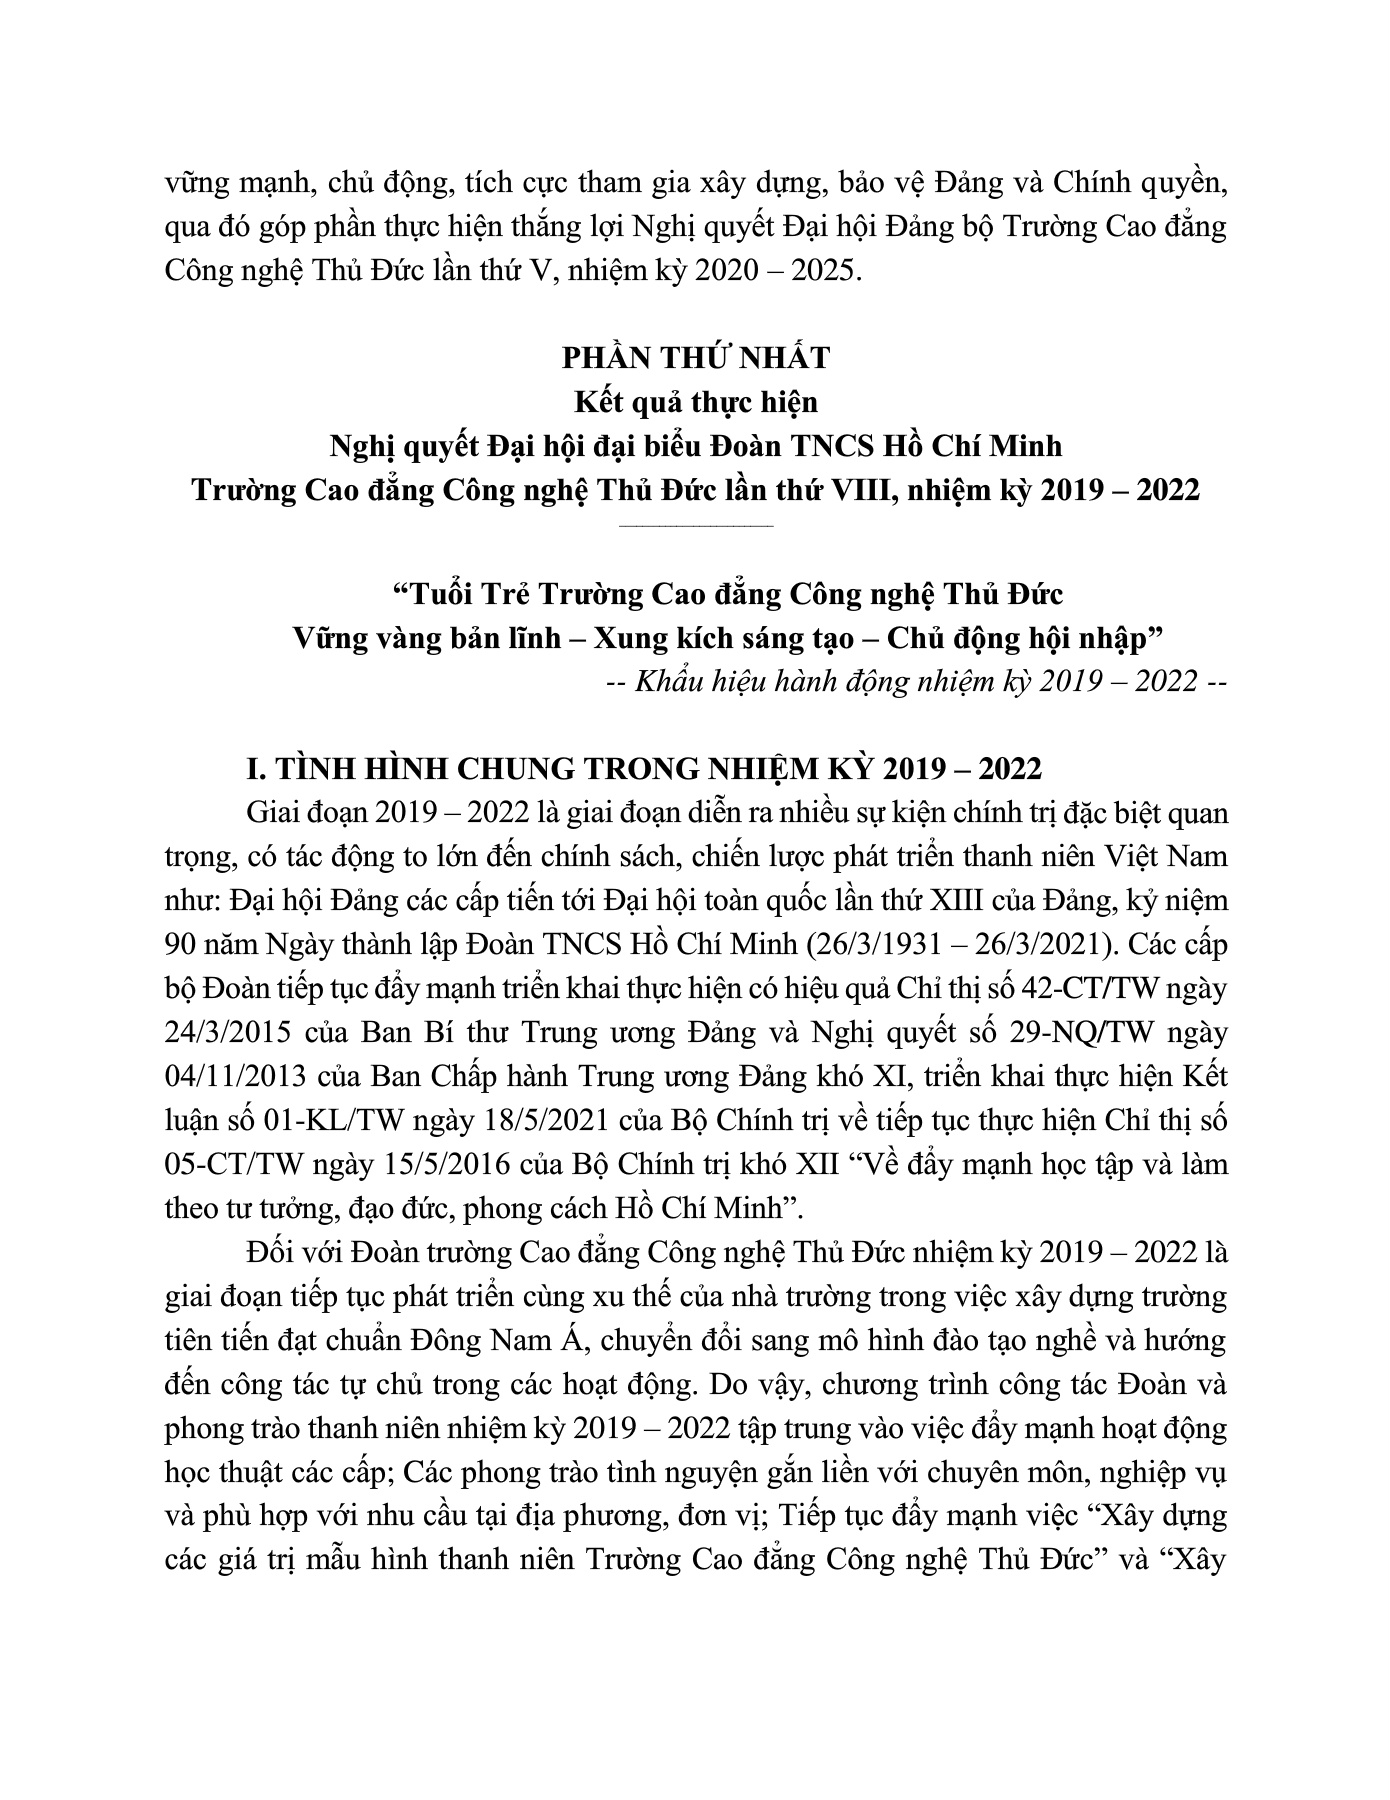 vững mạnh, chủ động, tích cực tham gia xây dựng, bảo vệ Đảng và Chính quyền,
qua đó góp phần thực hiện thắng lợi Nghị quyết Đại hội Đảng bộ Trường Cao đẳng
Công nghệ Thủ Đức lần thứ V, nhiệm kỳ 2020 – 2025.
PHẦN THỨ NHẤT
Kết quả thực hiện
Nghị quyết Đại hội đại biểu Đoàn TNCS Hồ Chí Minh
Trường Cao đẳng Công nghệ Thủ Đức lần thứ VIII, nhiệm kỳ 2019 – 2022
“Tuổi Trẻ Trường Cao đẳng Công nghệ Thủ Đức
Vững vàng bản lĩnh – Xung kích sáng tạo – Chủ động hội nhập”
-- Khẩu hiệu hành động nhiệm kỳ 2019 – 2022 --
I. TÌNH HÌNH CHUNG TRONG NHIỆM KỲ 2019 – 2022
Giai đoạn 2019 – 2022 là giai đoạn diễn ra nhiều sự kiện chính trị đặc biệt quan
trọng, có tác động to lớn đến chính sách, chiến lược phát triển thanh niên Việt Nam
như: Đại hội Đảng các cấp tiến tới Đại hội toàn quốc lần thứ XIII của Đảng, kỷ niệm
90 năm Ngày thành lập Đoàn TNCS Hồ Chí Minh (26/3/1931 – 26/3/2021). Các cấp
bộ Đoàn tiếp tục đẩy mạnh triển khai thực hiện có hiệu quả Chỉ thị số 42-CT/TW ngày
24/3/2015 của Ban Bí thư Trung ương Đảng và Nghị quyết số 29-NQ/TW ngày
04/11/2013 của Ban Chấp hành Trung ương Đảng khó XI, triển khai thực hiện Kết
luận số 01-KL/TW ngày 18/5/2021 của Bộ Chính trị về tiếp tục thực hiện Chỉ thị số
05-CT/TW ngày 15/5/2016 của Bộ Chính trị khó XII “Về đẩy mạnh học tập và làm
theo tư tưởng, đạo đức, phong cách Hồ Chí Minh”.
Đối với Đoàn trường Cao đẳng Công nghệ Thủ Đức nhiệm kỳ 2019 – 2022 là
giai đoạn tiếp tục phát triển cùng xu thế của nhà trường trong việc xây dựng trường
tiên tiến đạt chuẩn Đông Nam Á, chuyển đổi sang mô hình đào tạo nghề và hướng
đến công tác tự chủ trong các hoạt động. Do vậy, chương trình công tác Đoàn và
phong trào thanh niên nhiệm kỳ 2019 – 2022 tập trung vào việc đẩy mạnh hoạt động
học thuật các cấp; Các phong trào tình nguyện gắn liền với chuyên môn, nghiệp vụ
và phù hợp với nhu cầu tại địa phương, đơn vị; Tiếp tục đẩy mạnh việc “Xây dựng
các giá trị mẫu hình thanh niên Trường Cao đẳng Công nghệ Thủ Đức” và “Xây